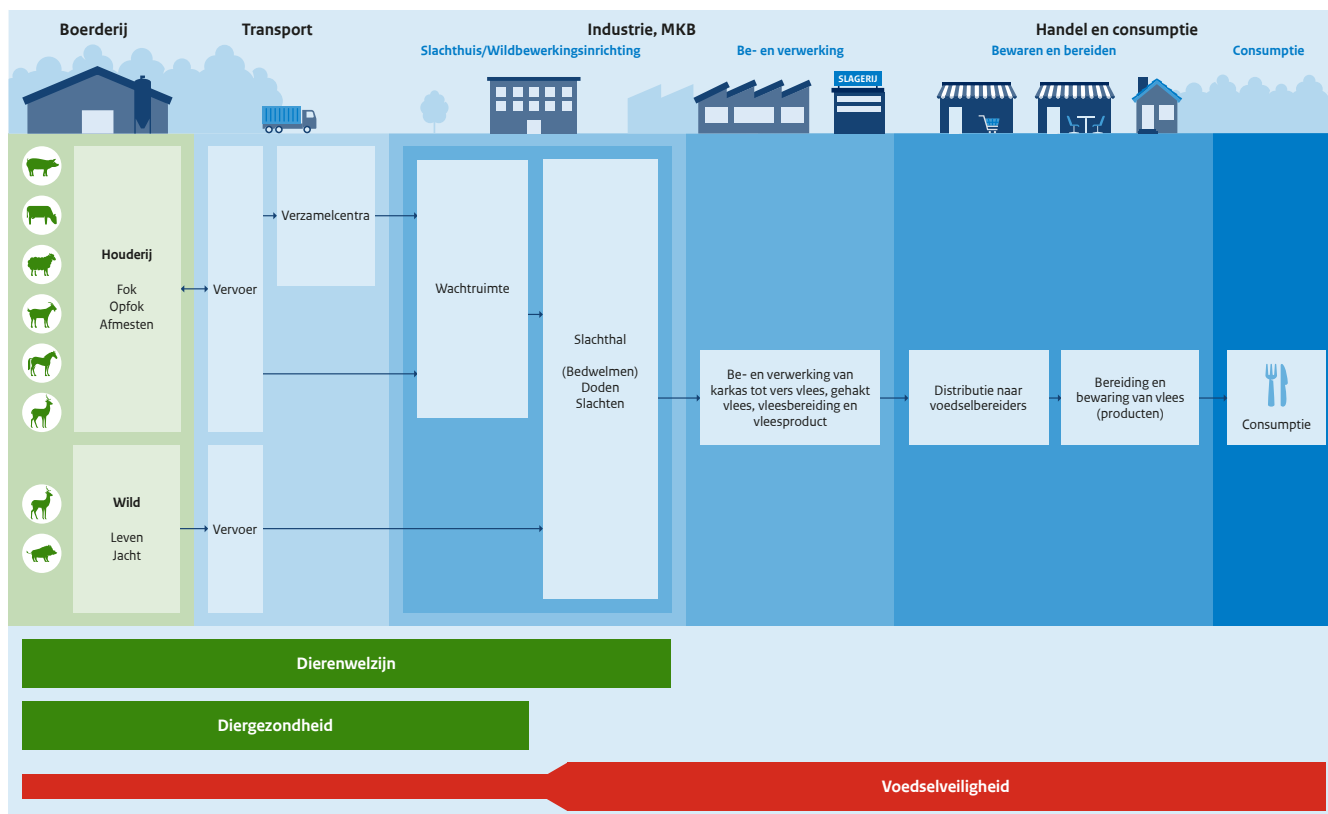 Boerderij
Transport
Industrie, MKB
Handel en consumptie
Slachthuis/Wildbewerkingsinrichting
Be- en verwerking
Bewaren en bereiden
Consumptie
SLAGERIJ
Houderij
Fok
Opfok
Afmesten
Vervoer
Verzamelcentra
Wachtruimte
Slachthal
(Bedwelmen)
Doden
Slachten
Be- en verwerking van
karkas tot vers vlees, gehakt
vlees, vleesbereiding en
vleesproduct
Distributie naar
voedselbereiders
Bereiding en
bewaring van vlees
(producten)
Consumptie
Wild
Leven
Jacht
Vervoer
Dierenwelzijn
Diergezondheid
Voedselveiligheid